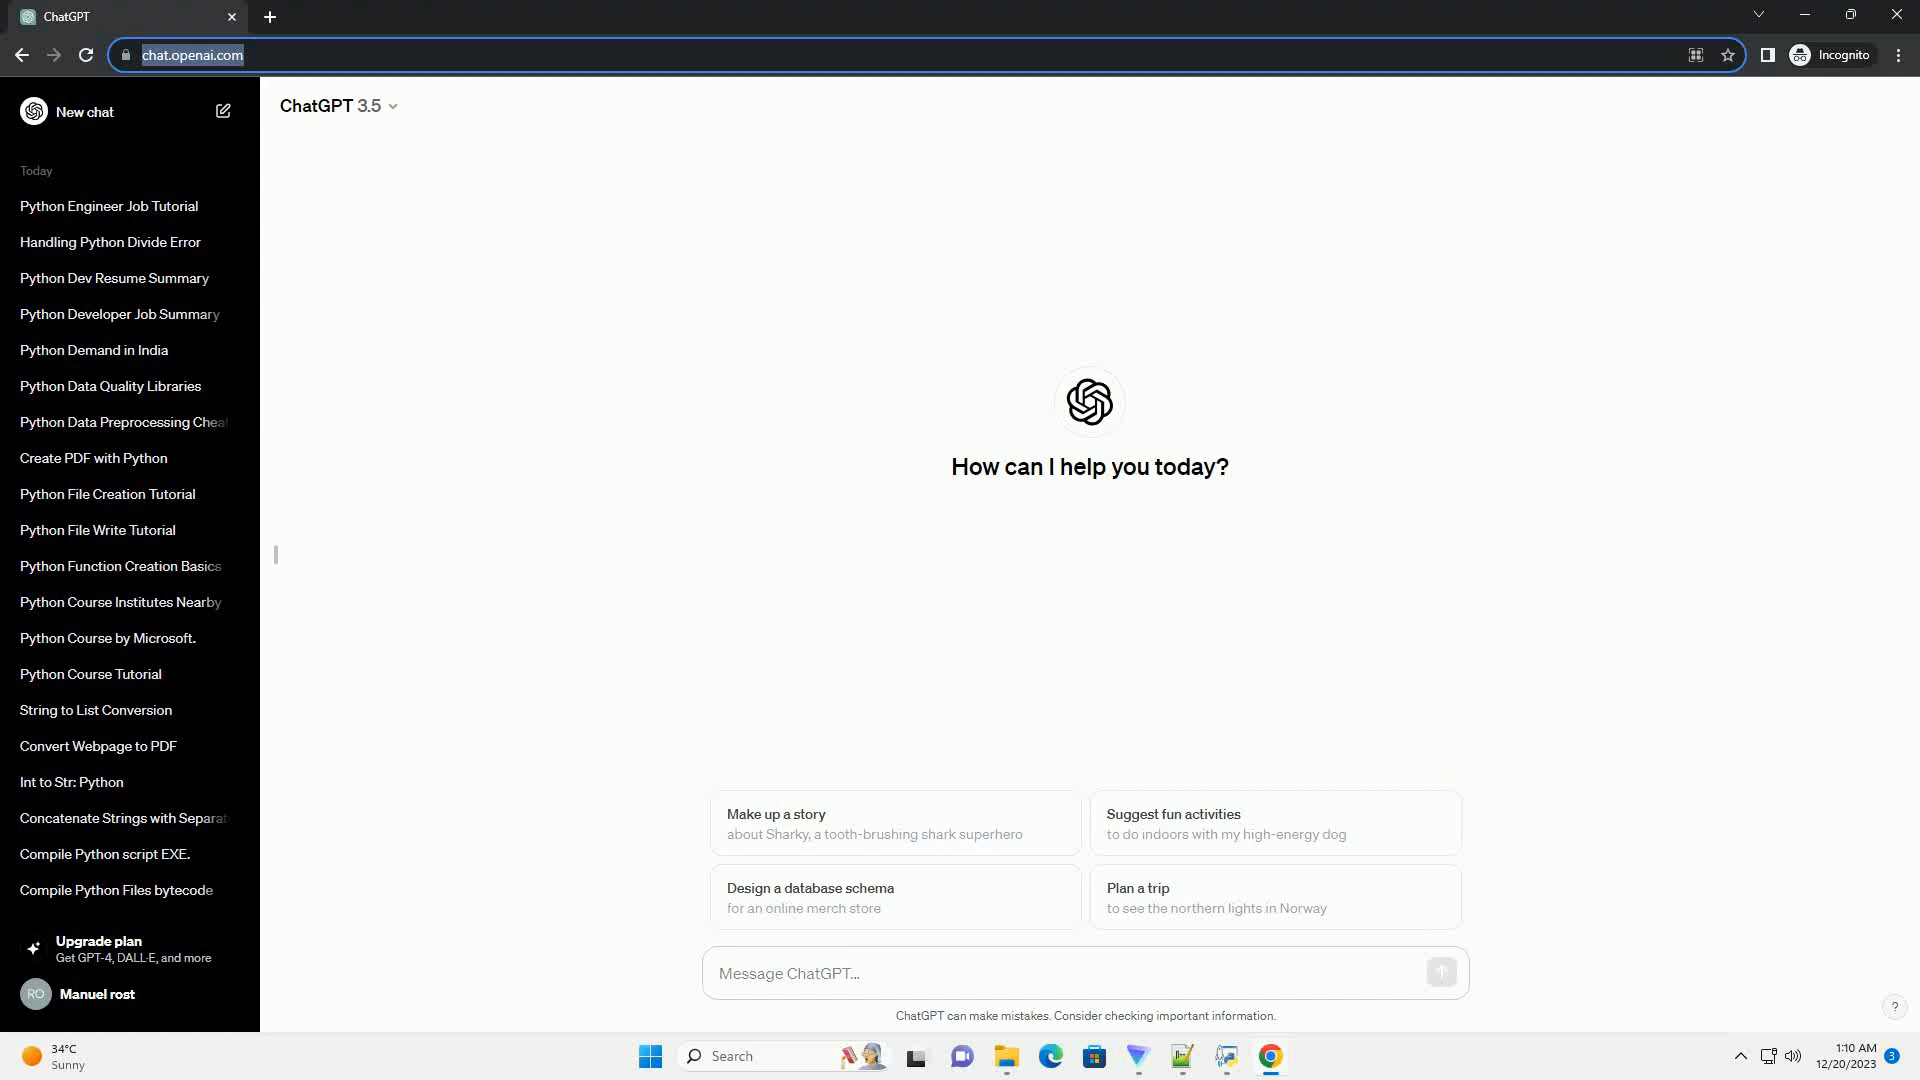 ChatGPT
chat.openai.com
Incognito
New chat
ChatGPT 3.5
Today
Python Engineer Job Tutorial
Handling Python Divide Error
Python Dev Resume Summary
Python Developer Job Summary
Python Demand in India
Python Data Quality Libraries
Python Data Preprocessing Cheat
Create PDF with Python
Python File Creation Tutorial
Python File Write Tutorial
Python Function Creation Basics
Python Course Institutes Nearby
Python Course by Microsoft.
Python Course Tutorial
String to List Conversion
Convert Webpage to PDF
Int to Str: Python
Concatenate Strings with Separat
Compile Python script EXE.
Compile Python Files bytecode
Upgrade plan
Get GPT-4, DALL·E, and more
RO Manuel rost
How can I help you today?
Make up a story
about Sharky, a tooth-brushing shark superhero
Suggest fun activities
to do indoors with my high-energy dog
Design a database schema
for an online merch store
Plan a trip
to see the northern lights in Norway
Message ChatGPT...
ChatGPT can make mistakes. Consider checking important information.
?
34°C
Sunny
Search
1:10 AM
12/20/2023
3